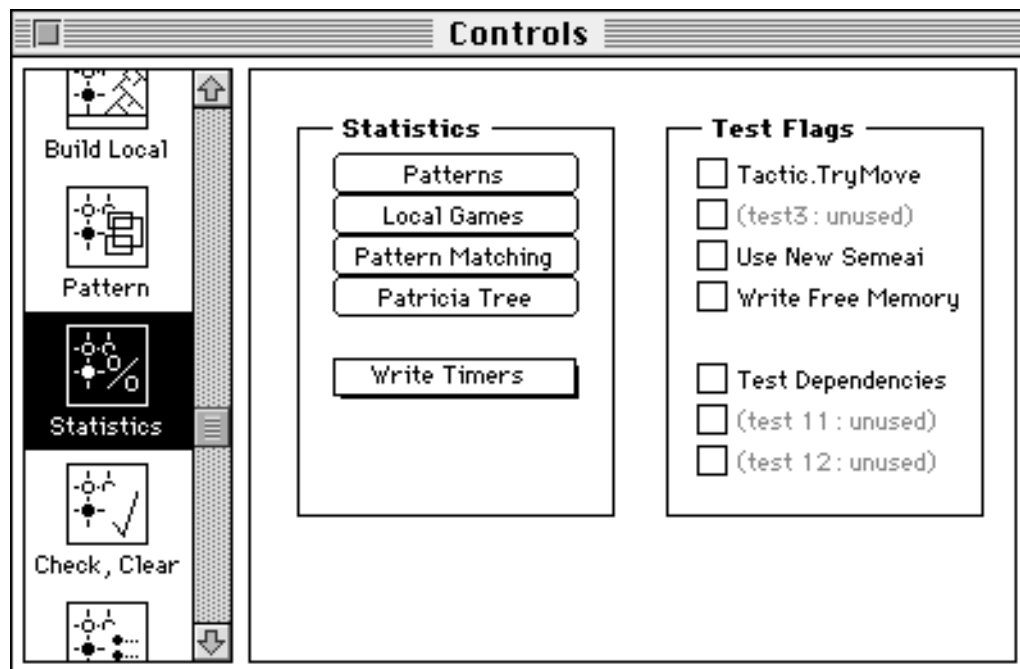 Controls
Build Local
Pattern
Statistics
Check, Clear
Statistics
Patterns
Local Games
Pattern Matching
Patricia Tree
Write Timers
Test Flags
Tactic.TryMove
(test3: unused)
Use New Semeai
Write Free Memory
Test Dependencies
(test 11: unused)
(test 12: unused)